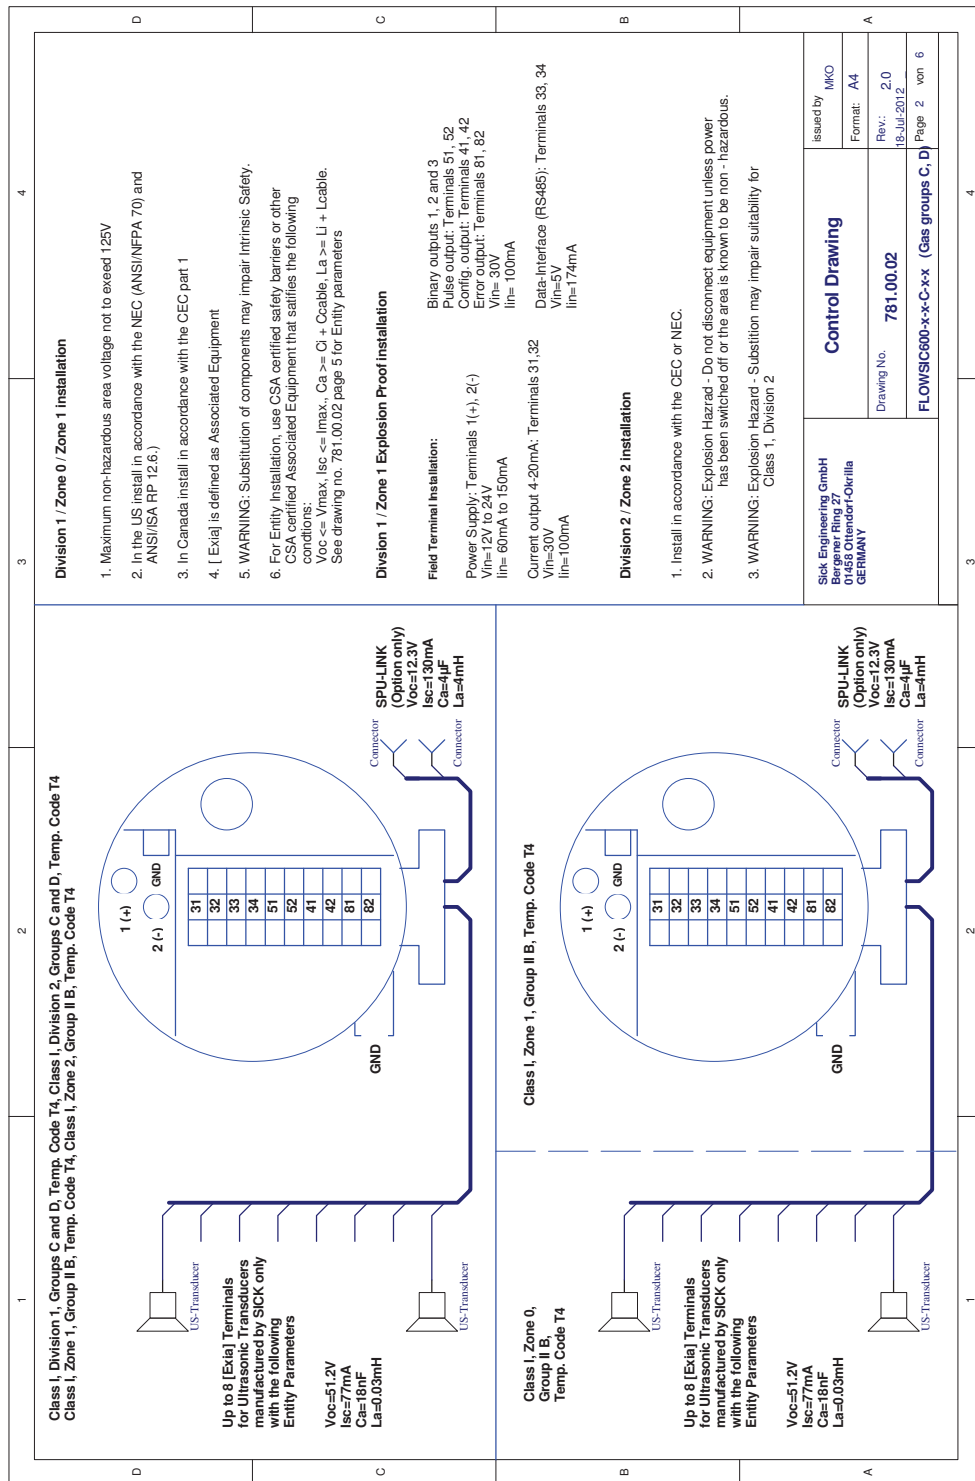 1
2
3
4
D
C
B
A
Class I, Division 1, Groups C and D, Temp. Code T4, Class I, Division 2, Groups C and D, Temp. Code T4
Class I, Zone 1, Group II B, Temp. Code T4, Class I, Zone 2, Group II B, Temp. Code T4
US-Transducer
Up to 8 [Exia] Terminals
for Ultrasonic Transducers
manufactured by SICK only
with the following
Entity Parameters
Voc=51.2V
Isc=77mA
Ca=18nF
La=0.03mH
US-Transducer
1 (+)
2 (-)
GND
31
32
33
34
51
52
41
42
81
82
GND
Connector
Connector
SPU-LINK
(Option only)
Voc=12.3V
Isc=130mA
Ca=4µF
La=4mH
Class I, Zone 0,
Group II B,
Temp. Code T4
Class I, Zone 1, Group II B, Temp. Code T4
US-Transducer
Up to 8 [Exia] Terminals
for Ultrasonic Transducers
manufactured by SICK only
with the following
Entity Parameters
Voc=51.2V
Isc=77mA
Ca=18nF
La=0.03mH
US-Transducer
1 (+)
2 (-)
GND
31
32
33
34
51
52
41
42
81
82
GND
Connector
Connector
SPU-LINK
(Option only)
Voc=12.3V
Isc=130mA
Ca=4µF
La=4mH
Division 1 / Zone 0 / Zone 1 installation
1. Maximum non-hazardous area voltage not to exceed 125V
2. In the US install in accordance with the NEC (ANSI/NFPA 70) and
ANSI/ISA RP 12.6.)
3. In Canada install in accordance with the CEC part 1
4. [ Exia] is defined as Associated Equipment
5. WARNING: Substitution of components may impair Intrinsic Safety.
6. For Entity Installation, use CSA certified safety barriers or other
CSA certified Associated Equipment that satifies the following
condtions:
Voc <= Vmax, Isc <= Imax., Ca >= Ci + Ccable, La >= Li + Lcable.
See drawing no. 781.00.02 page 5 for Entity parameters
Divsion 1 / Zone 1 Explosion Proof installation
Field Terminal Installation:
Power Supply: Terminals 1(+), 2(-)
Vin=12V to 24V
Iin= 60mA to 150mA
Current output 4-20mA: Terminals 31,32
Vin=30V
Iin=100mA
Binary outputs 1, 2 and 3
Pulse output: Terminals 51, 52
Config. output: Terminals 41, 42
Error output: Terminals 81, 82
Vin= 30V
Iin= 100mA
Data-Interface (RS485): Terminals 33, 34
Vin=5V
Iin=174mA
Division 2 / Zone 2 installation
1. Install in accordance with the CEC or NEC.
2. WARNING: Explosion Hazrad - Do not disconnect equipment unless power
has been switched off or the area is known to be non - hazardous.
3. WARNING: Explosion Hazard - Substition may impair suitability for
Class 1, Division 2
Sick Engineering GmbH
Bergener Ring 27
01458 Ottendorf-Okrilla
GERMANY
Control Drawing
Drawing No. 781.00.02
FLOWSIC600-x-x-C-x-x (Gas groups C, D)
issued by MKO
Format: A4
Rev.: 2.0
18-Jul-2012
Page 2 von 6
1
2
3
4
D
C
B
A